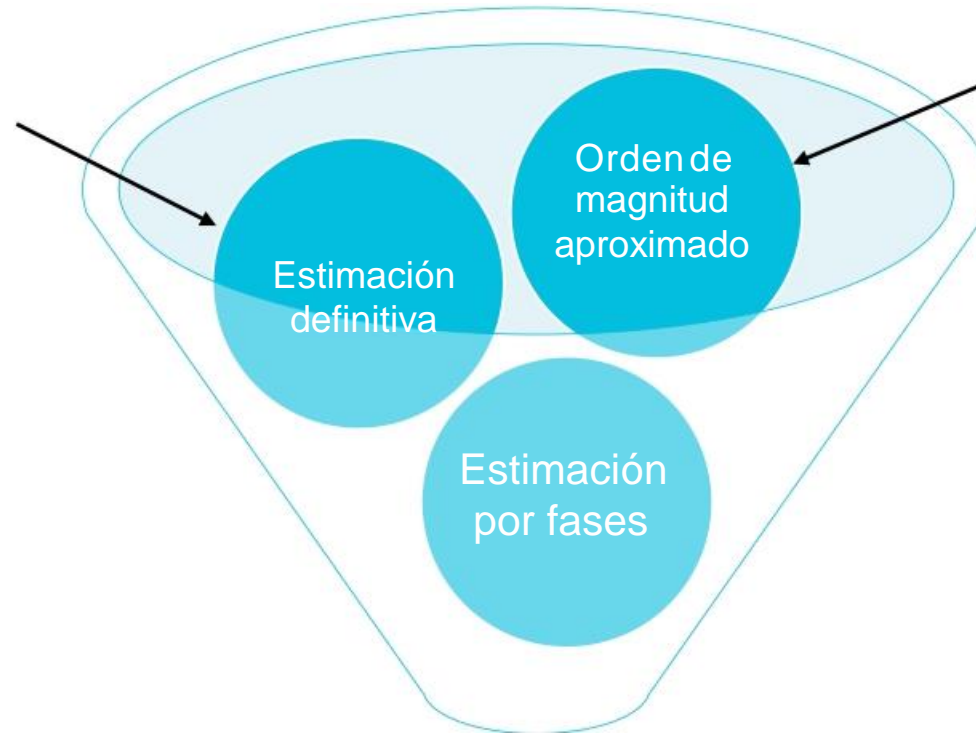 Orden de
magnitud
aproximado
Estimación
definitiva
Estimación
por fases